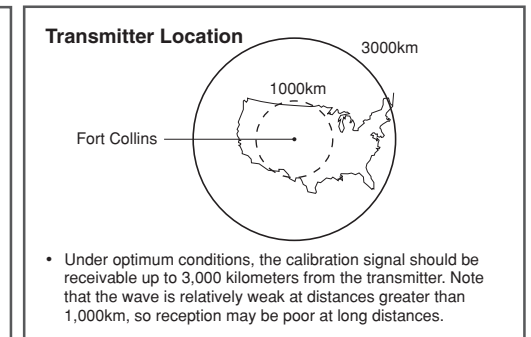 Transmitter Location
3000km
1000km
Fort Collins
• Under optimum conditions, the calibration signal should be
receivable up to 3,000 kilometers from the transmitter. Note
that the wave is relatively weak at distances greater than
1,000km, so reception may be poor at long distances.